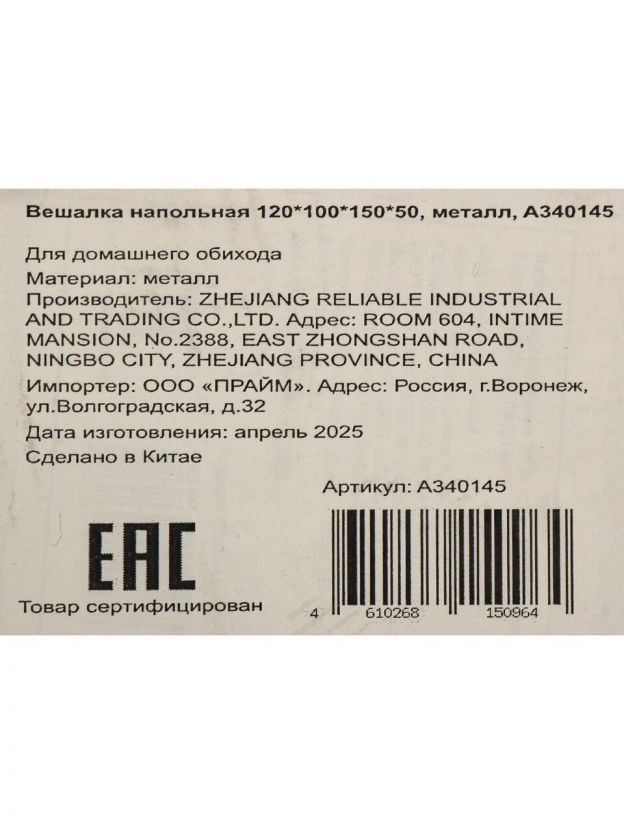 Вешалка напольная 120*100*150*50, металл, А340145
Для домашнего обихода
Материал: металл
Производитель: ZHEJIANG RELIABLE INDUSTRIAL
AND TRADING CO.,LTD. Адрес: ROOM 604, INTIME
MANSION, No.2388, EAST ZHONGSHAN ROAD,
NINGBO CITY, ZHEJIANG PROVINCE, CHINA
Импортер: ООО «ПРАЙМ». Адрес: Россия, г.Воронеж,
ул.Волгоградская, д.32
Дата изготовления: апрель 2025
Сделано в Китае
Артикул: А340145
EAC
Товар сертифицирован
4 610268 150964